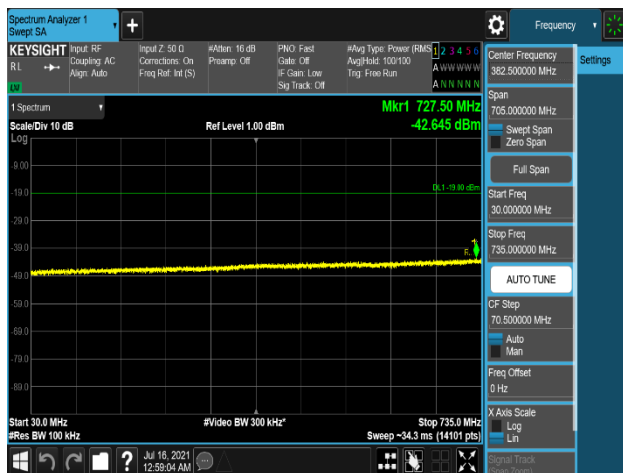 Spectrum Analyzer 1
Swept SA
Frequency
KEYSIGHT
Input: RF
Input Z: 50 Ω
#Atten: 16 dB
PNO: Fast
#Avg Type: Power (RMS
1 2 3 4 5 6
RL
Coupling: AC
Corrections: On
Preamp: Off
Gate: Off
Avg|Hold: 100/100
A WWWWW
Align: Auto
Freq Ref: Int (S)
IF Gain: Low
Trig: Free Run
Sig Track: Off
A N N N N N
1 Spectrum
Mkr1 727.50 MHz
Scale/Div 10 dB
Ref Level 1.00 dBm
-42.645 dBm
Log
-9.00
-19.0
DL1 -19.00 dBm
-29.0
-39.0
-49.0
-59.0
-69.0
-79.0
-89.0
Start 30.0 MHz
#Video BW 300 kHz*
Stop 735.0 MHz
#Res BW 100 kHz
Sweep ~34.3 ms (14101 pts)
Jul 16, 2021
12:59:04 AM
Center Frequency
382.500000 MHz
Settings
Span
705.000000 MHz
Swept Span
Zero Span
Full Span
Start Freq
30.000000 MHz
Stop Freq
735.000000 MHz
AUTO TUNE
CF Step
70.500000 MHz
Auto
Man
Freq Offset
0 Hz
X Axis Scale
Log
Lin
Signal Track
(Span Zoom)